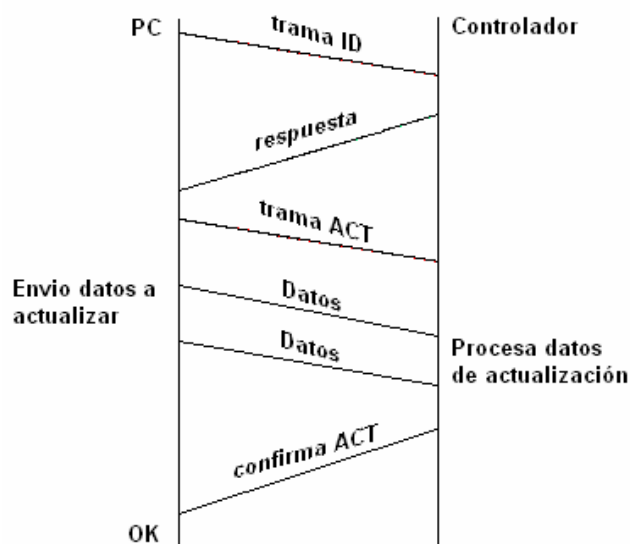 PC
trama ID
Controlador
respuesta
trama ACT
Envio datos a
actualizar
Datos
Datos
Procesa datos
de actualización
confirma ACT
OK